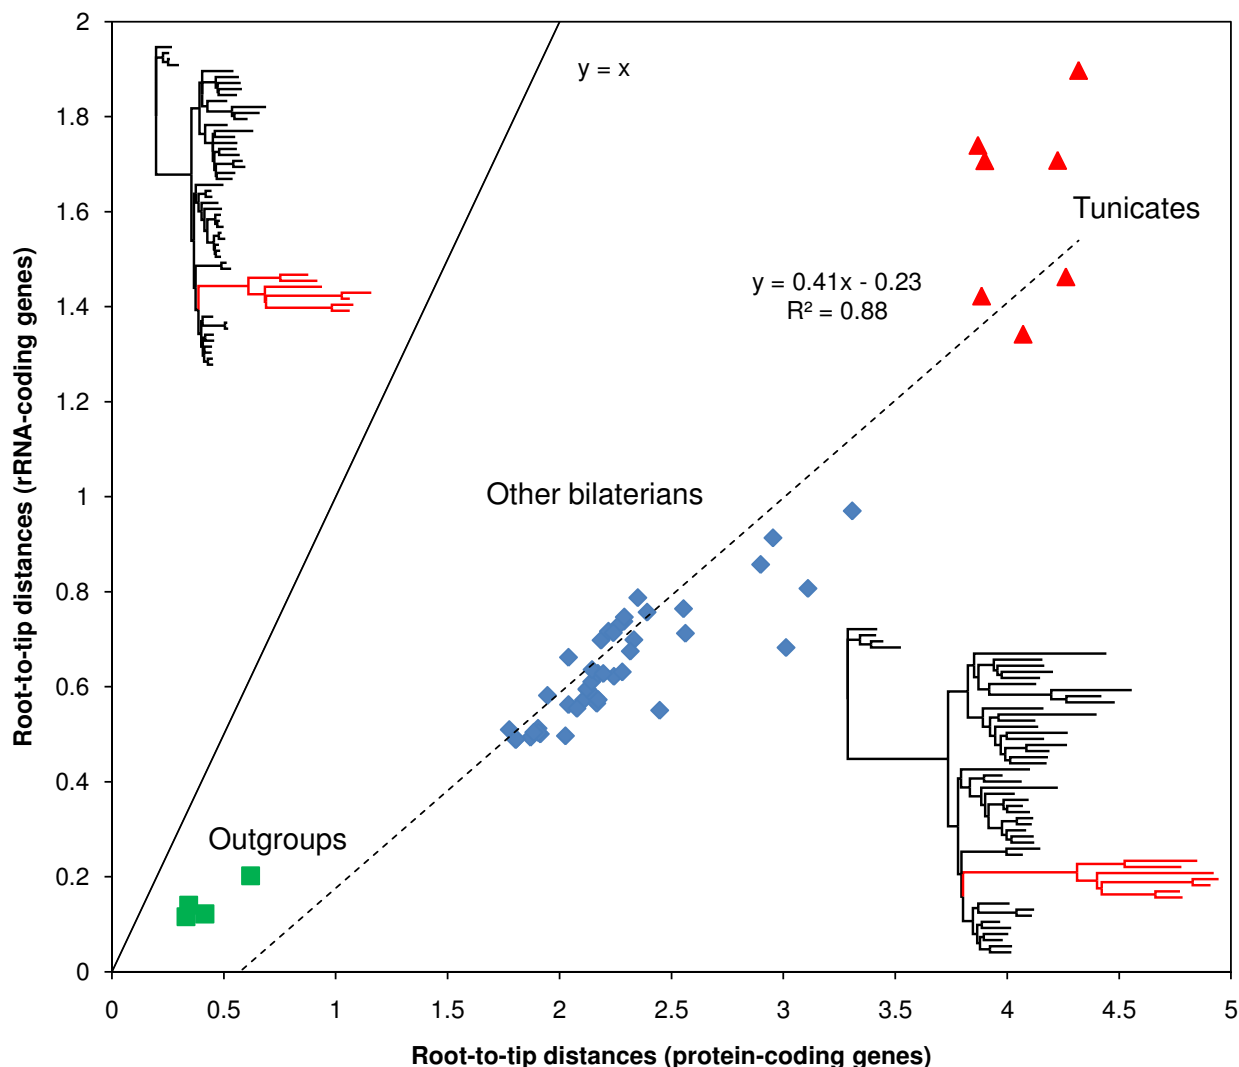 2
y = x
1.8
1.6
Tunicates
1.4
y = 0.41x - 0.23
R² = 0.88
1.2
1
Other bilaterians
0.8
0.6
0.4
Outgroups
0.2
0
0 0.5 1 1.5 2 2.5 3 3.5 4 4.5 5
Root-to-tip distances (rRNA-coding genes)
Root-to-tip distances (protein-coding genes)